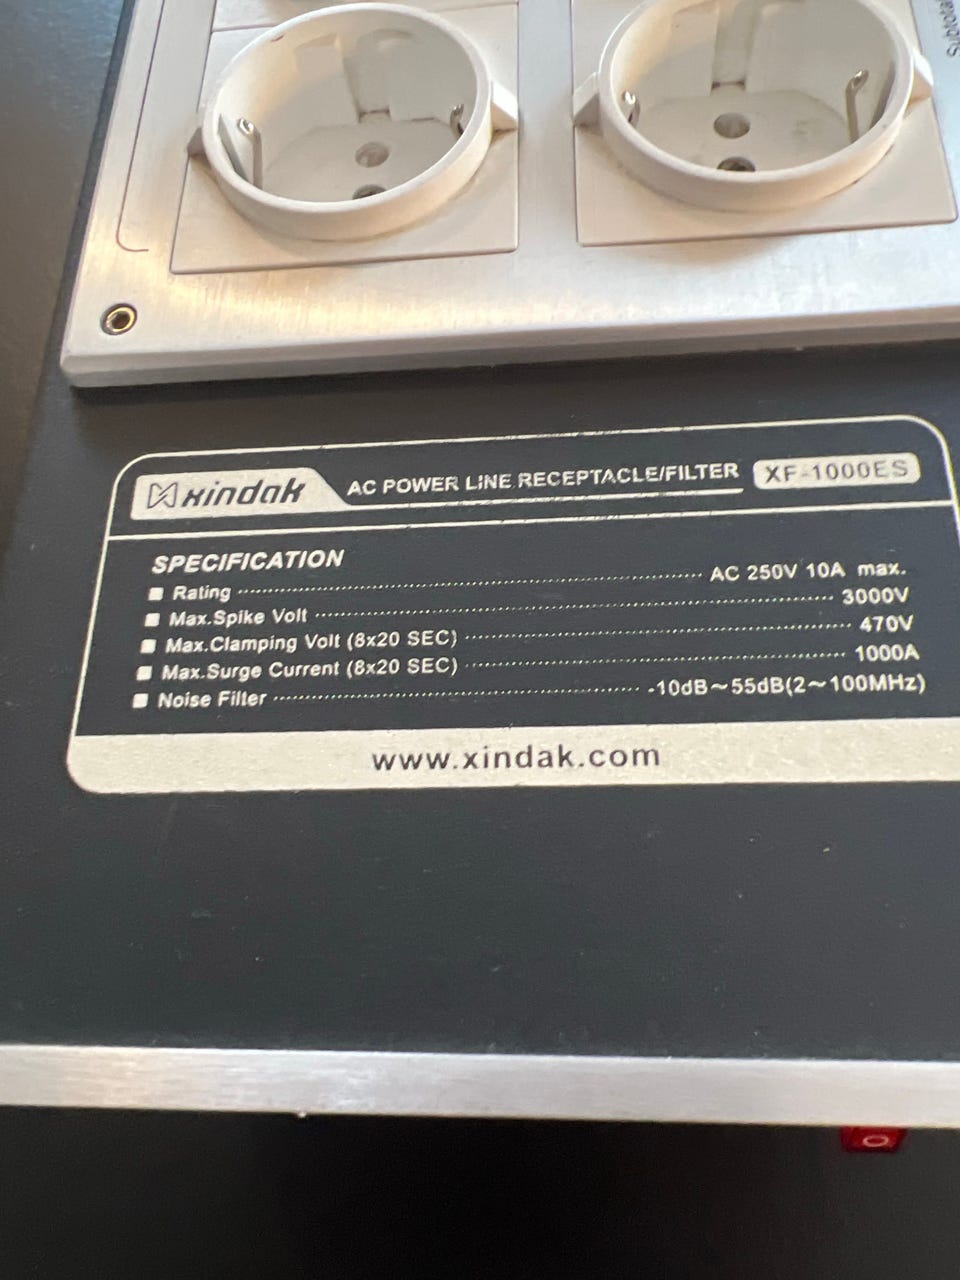 xindak AC POWER LINE RECEPTACLE/FILTER XF-1000ES
SPECIFICATION
■ Rating ........ AC 250V 10A max.
■ Max.Spike Volt ........ 3000V
■ Max.Clamping Volt (8x20 SEC) ........ 470V
■ Max.Surge Current (8x20 SEC) ........ 1000A
■ Noise Filter ........ -10dB~55dB(2~100MHz)
www.xindak.com